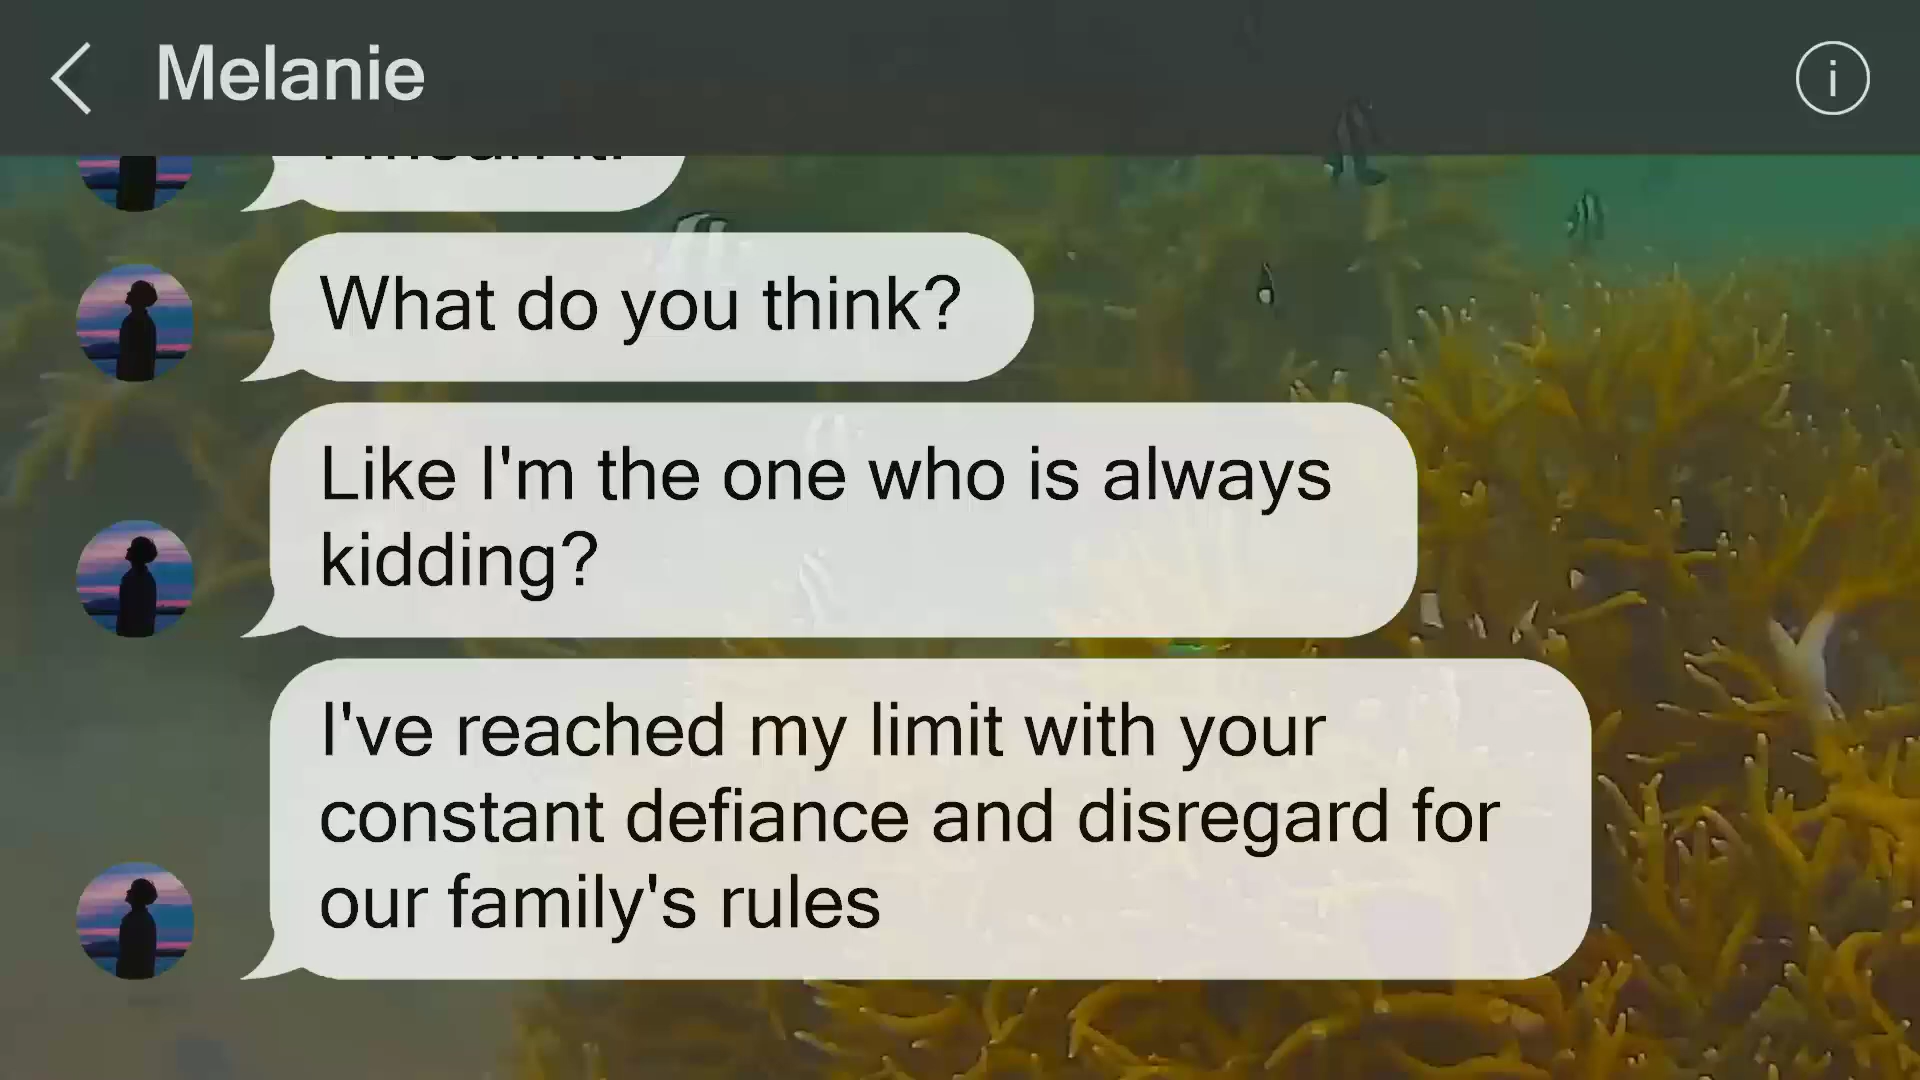 Melanie
What do you think?
Like I'm the one who is always
kidding?
I've reached my limit with your
constant defiance and disregard for
our family's rules